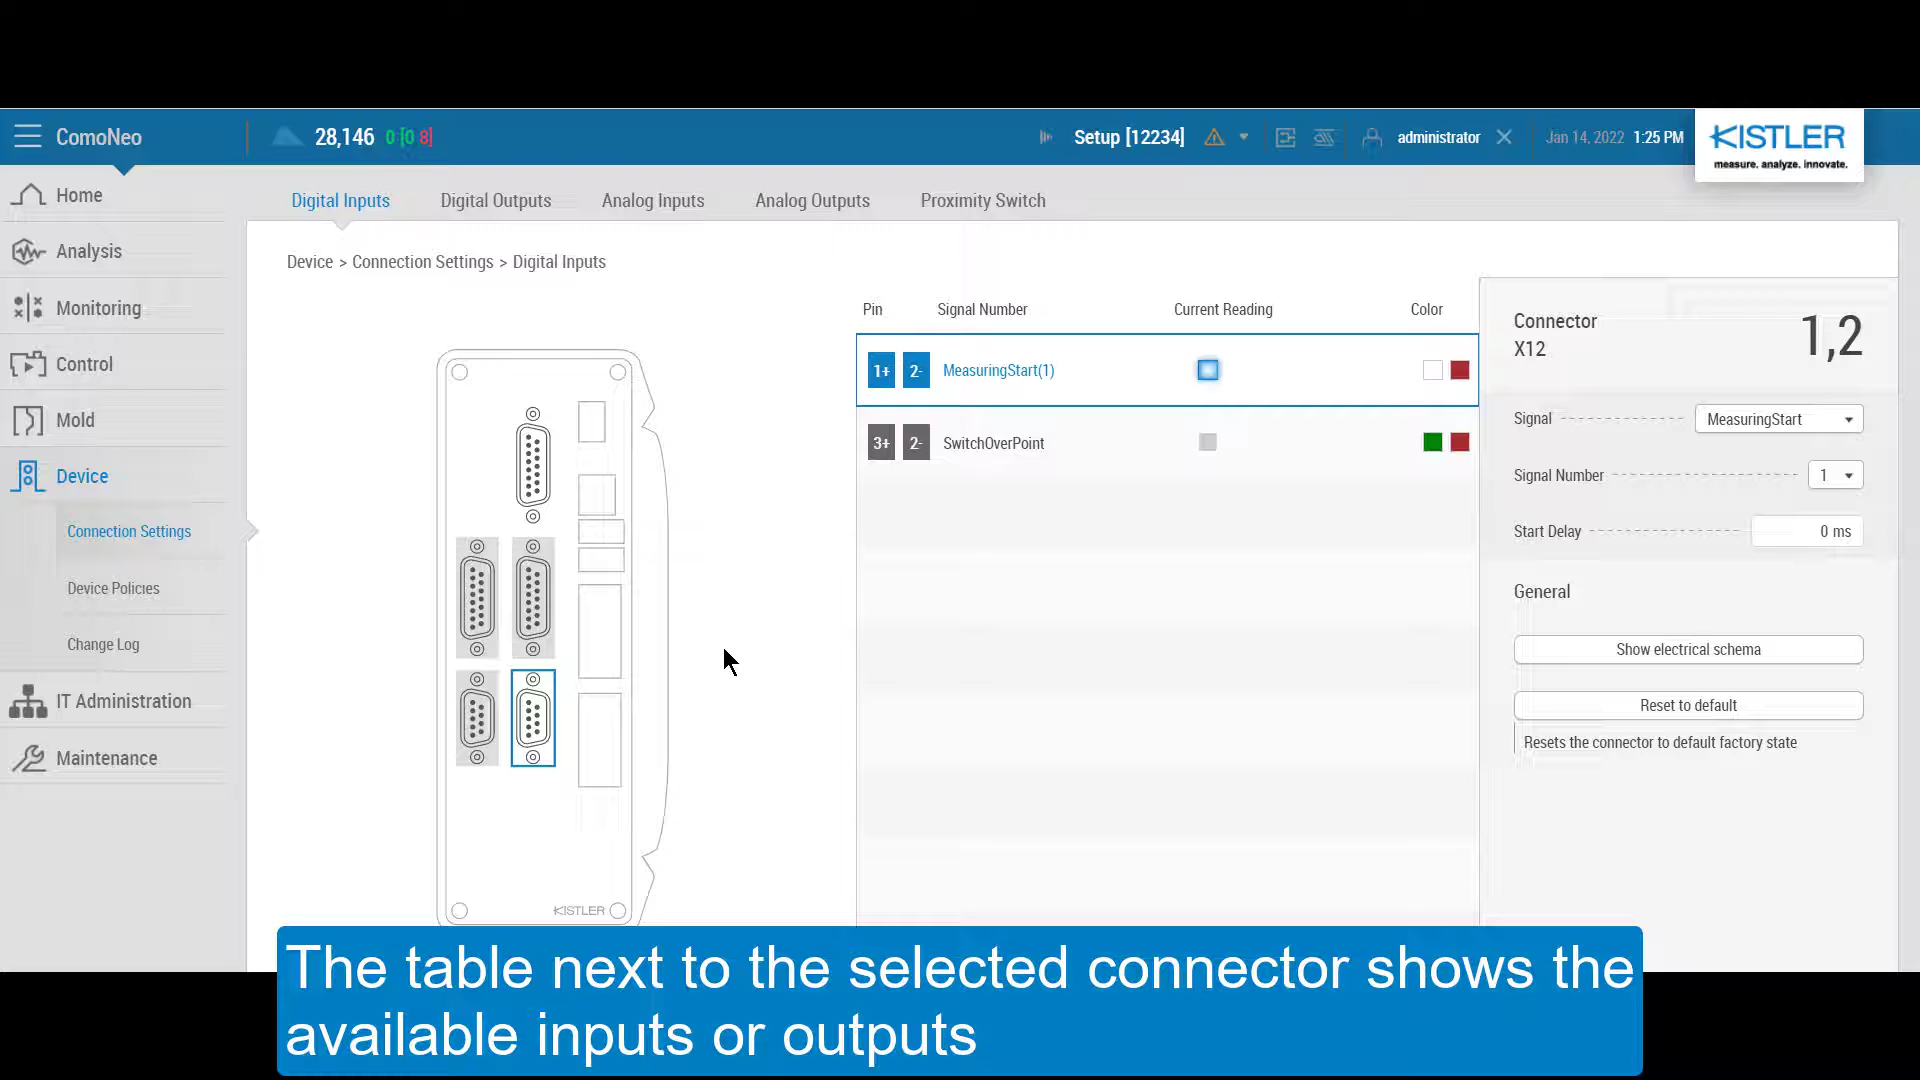 ComoNeo
28,146 0 [0 8]
Setup [12234]
administrator
Jan 14, 2022 1:25 PM
KISTLER
measure. analyze. innovate.
Home
Analysis
Monitoring
Control
Mold
Device
Connection Settings
Device Policies
Change Log
IT Administration
Maintenance
Digital Inputs
Digital Outputs
Analog Inputs
Analog Outputs
Proximity Switch
Device > Connection Settings > Digital Inputs
KISTLER
Pin Signal Number Current Reading Color
1+ 2- MeasuringStart(1)
3+ 2- SwitchOverPoint
Connector
X12
1,2
Signal MeasuringStart
Signal Number 1
Start Delay 0 ms
General
Show electrical schema
Reset to default
Resets the connector to default factory state
The table next to the selected connector shows the
available inputs or outputs